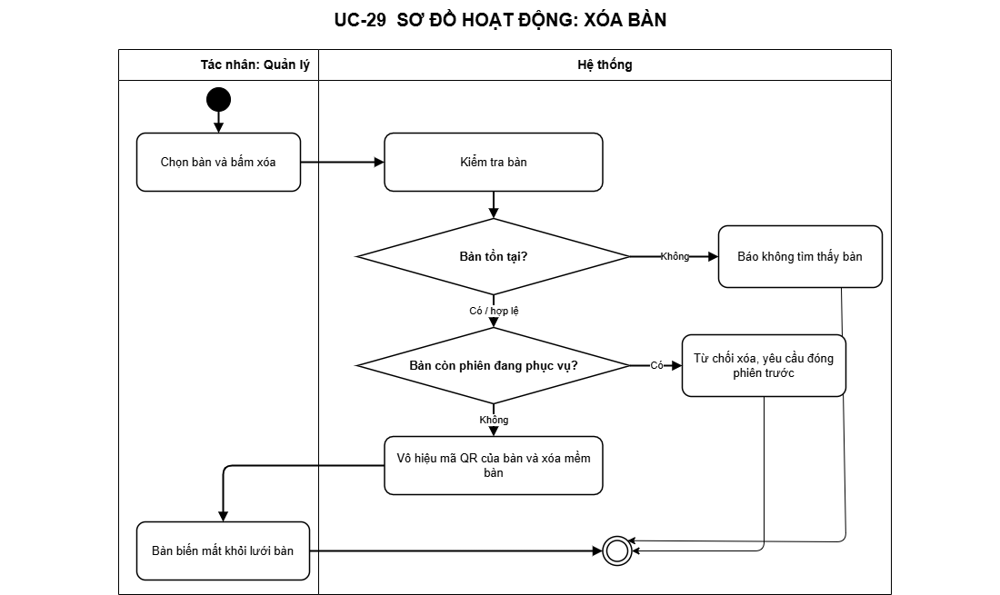 UC-29 SƠ ĐỒ HOẠT ĐỘNG: XÓA BÀN
Tác nhân: Quản lý
Hệ thống
Chọn bàn và bấm xóa
Kiểm tra bàn
Bàn tồn tại?
Không
Báo không tìm thấy bàn
Có / hợp lệ
Bàn còn phiên đang phục vụ?
Có
Từ chối xóa, yêu cầu đóng
phiên trước
Không
Vô hiệu mã QR của bàn và xóa mềm
bàn
Bàn biến mất khỏi lưới bàn